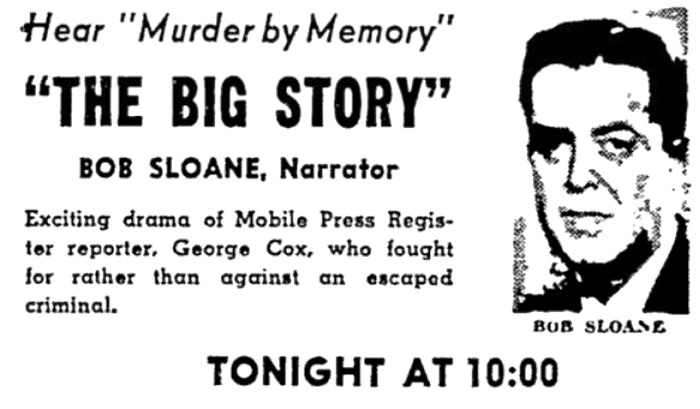 Hear "Murder by Memory"
"THE BIG STORY"
BOB SLOANE, Narrator
Exciting drama of Mobile Press Regis-
ter reporter, George Cox, who fought
for rather than against an escaped
criminal.
BOB SLOANE
TONIGHT AT 10:00